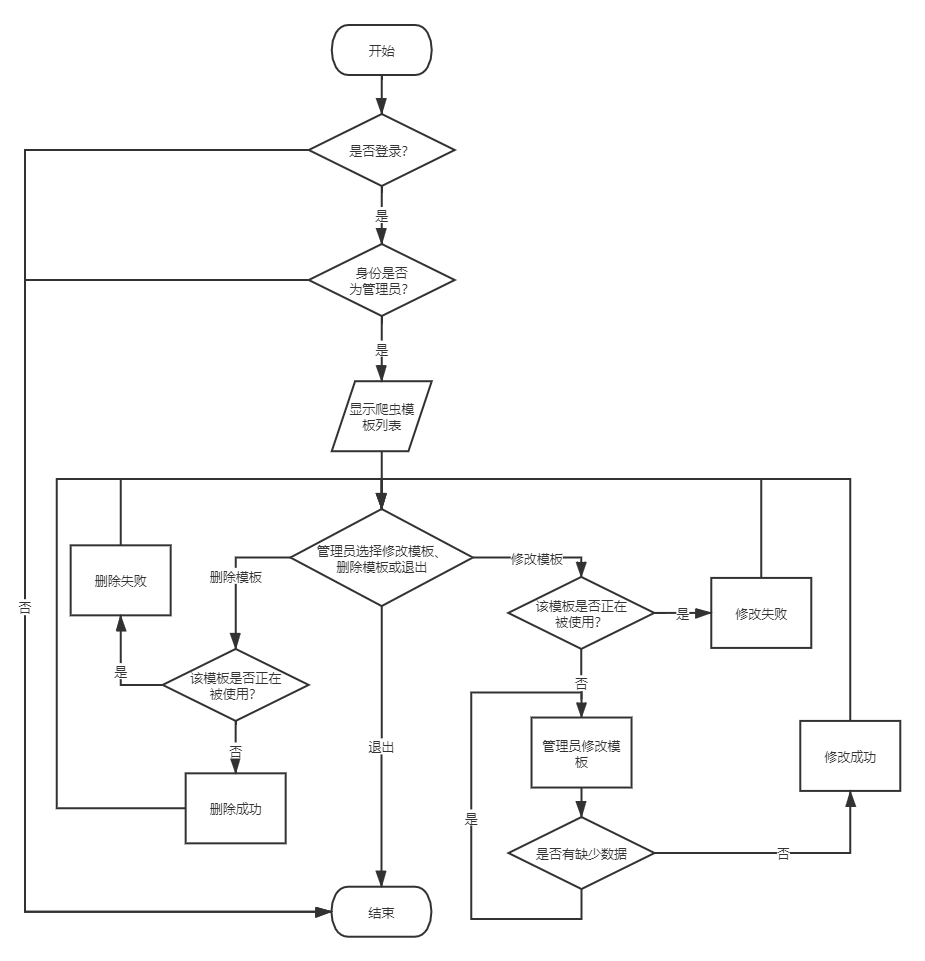 开始
是否登录?
是
身份是否
为管理员?
是
显示爬虫模
板列表
管理员选择修改模板、
删除模板或退出
修改模板
删除模板
删除失败
否
该模板是否正在
被使用?
是
修改失败
是
该模板是否正在
被使用?
否
否
退出
管理员修改模
板
修改成功
删除成功
是
是否有缺少数据
否
结束